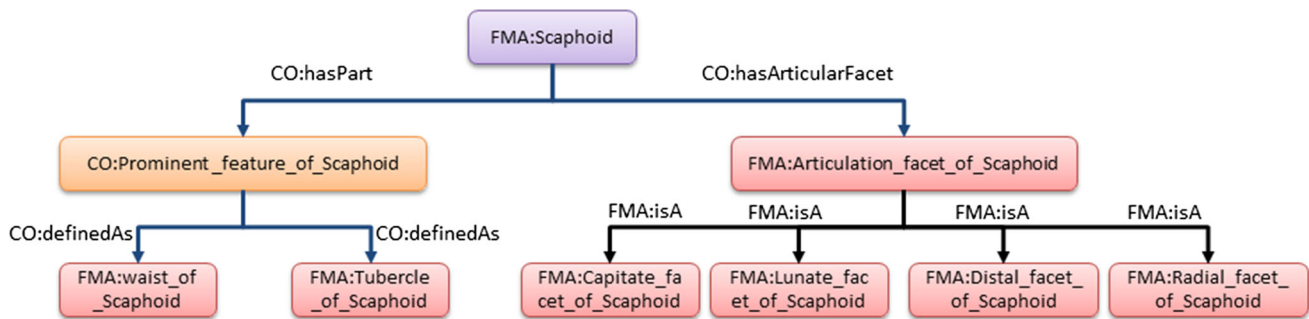 FMA:Scaphoid
CO:hasPart
CO:hasArticularFacet
CO:Prominent_feature_of_Scaphoid
FMA:Articulation_facet_of_Scaphoid
CO:definedAs
CO:definedAs
FMA:isA
FMA:isA
FMA:isA
FMA:isA
FMA:waist_of
_Scaphoid
FMA:Tubercle
_of_Scaphoid
FMA:Capitate_fa
cet_of_Scaphoid
FMA:Lunate_fac
et_of_Scaphoid
FMA:Distal_facet_
of_Scaphoid
FMA:Radial_facet_
of_Scaphoid